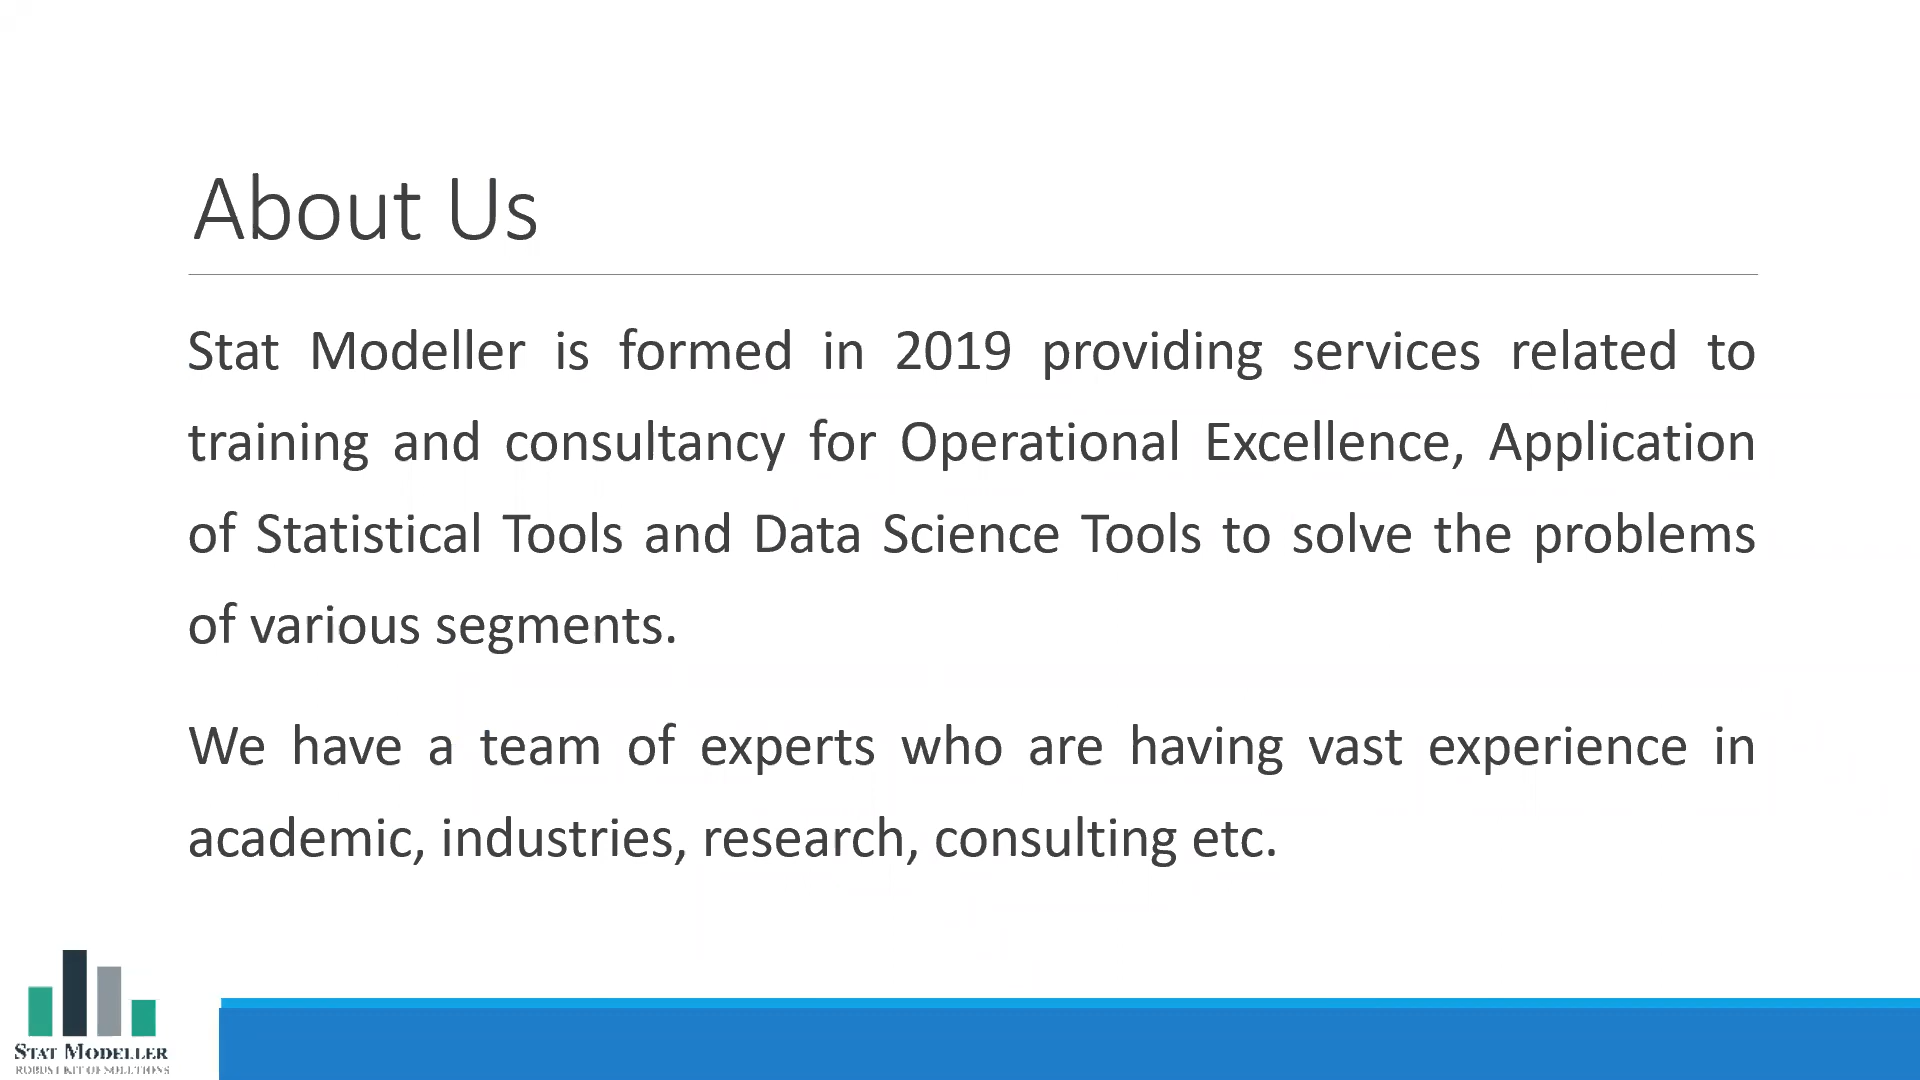 About Us
Stat Modeller is formed in 2019 providing services related to
training and consultancy for Operational Excellence, Application
of Statistical Tools and Data Science Tools to solve the problems
of various segments.
We have a team of experts who are having vast experience in
academic, industries, research, consulting etc.
STAT MODELLER
ROBUST KIT OF SOLUTIONS